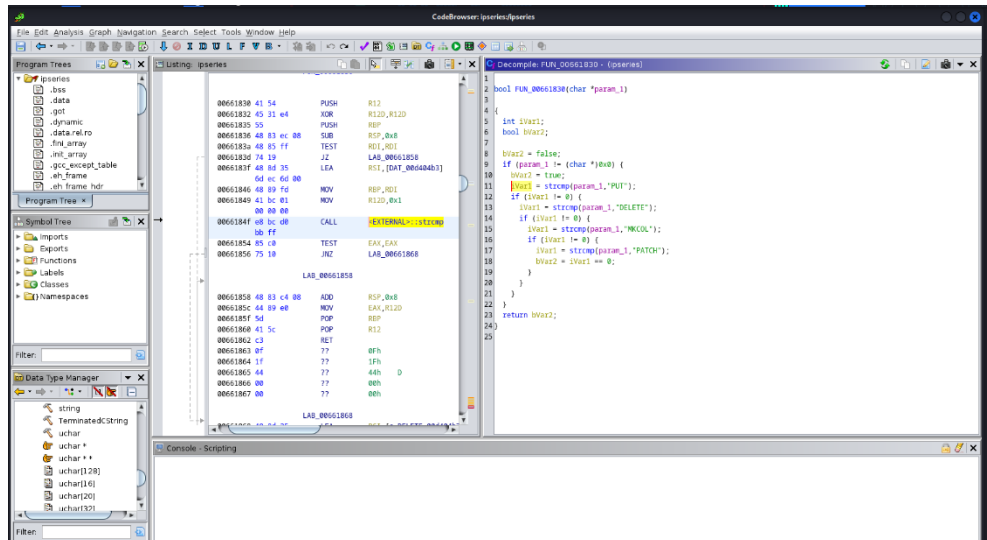 CodeBrowser: ipseries:/ipseries
File Edit Analysis Graph Navigation Search Select Tools Window Help
Program Trees
ipseries
.bss
.data
.got
.dynamic
.data.rel.ro
.fini_array
.init_array
.gcc_except_table
.eh_frame
.eh frame hdr
Program Tree ×
Symbol Tree
Imports
Exports
Functions
Labels
Classes
Namespaces
Filter:
Data Type Manager
string
TerminatedCString
uchar
uchar *
uchar * *
uchar[128]
uchar[16]
uchar[20]
uchar[32]
Filter:
Listing: ipseries
00661830 41 54 PUSH R12
00661832 45 31 e4 XOR R12D,R12D
00661835 55 PUSH RBP
00661836 48 83 ec 08 SUB RSP,0x8
0066183a 48 85 ff TEST RDI,RDI
0066183d 74 19 JZ LAB_00661858
0066183f 48 8d 35 LEA RSI,[DAT_00d404b3]
6d ec 6d 00
00661846 48 89 fd MOV RBP,RDI
00661849 41 bc 01 MOV R12D,0x1
00 00 00
0066184f e8 bc d0 CALL <EXTERNAL>::strcmp
bb ff
00661854 85 c0 TEST EAX,EAX
00661856 75 10 JNZ LAB_00661868
LAB_00661858
00661858 48 83 c4 08 ADD RSP,0x8
0066185c 44 89 e0 MOV EAX,R12D
0066185f 5d POP RBP
00661860 41 5c POP R12
00661862 c3 RET
00661863 0f ?? 0Fh
00661864 1f ?? 1Fh
00661865 44 ?? 44h D
00661866 00 ?? 00h
00661867 00 ?? 00h
LAB_00661868
Decompile: FUN_00661830 - (ipseries)
1
2 bool FUN_00661830(char *param_1)
3
4 {
5 int iVar1;
6 bool bVar2;
7
8 bVar2 = false;
9 if (param_1 != (char *)0x0) {
10 bVar2 = true;
11 iVar1 = strcmp(param_1,"PUT");
12 if (iVar1 != 0) {
13 iVar1 = strcmp(param_1,"DELETE");
14 if (iVar1 != 0) {
15 iVar1 = strcmp(param_1,"MKCOL");
16 if (iVar1 != 0) {
17 iVar1 = strcmp(param_1,"PATCH");
18 bVar2 = iVar1 == 0;
19 }
20 }
21 }
22 }
23 return bVar2;
24 }
25
Console - Scripting